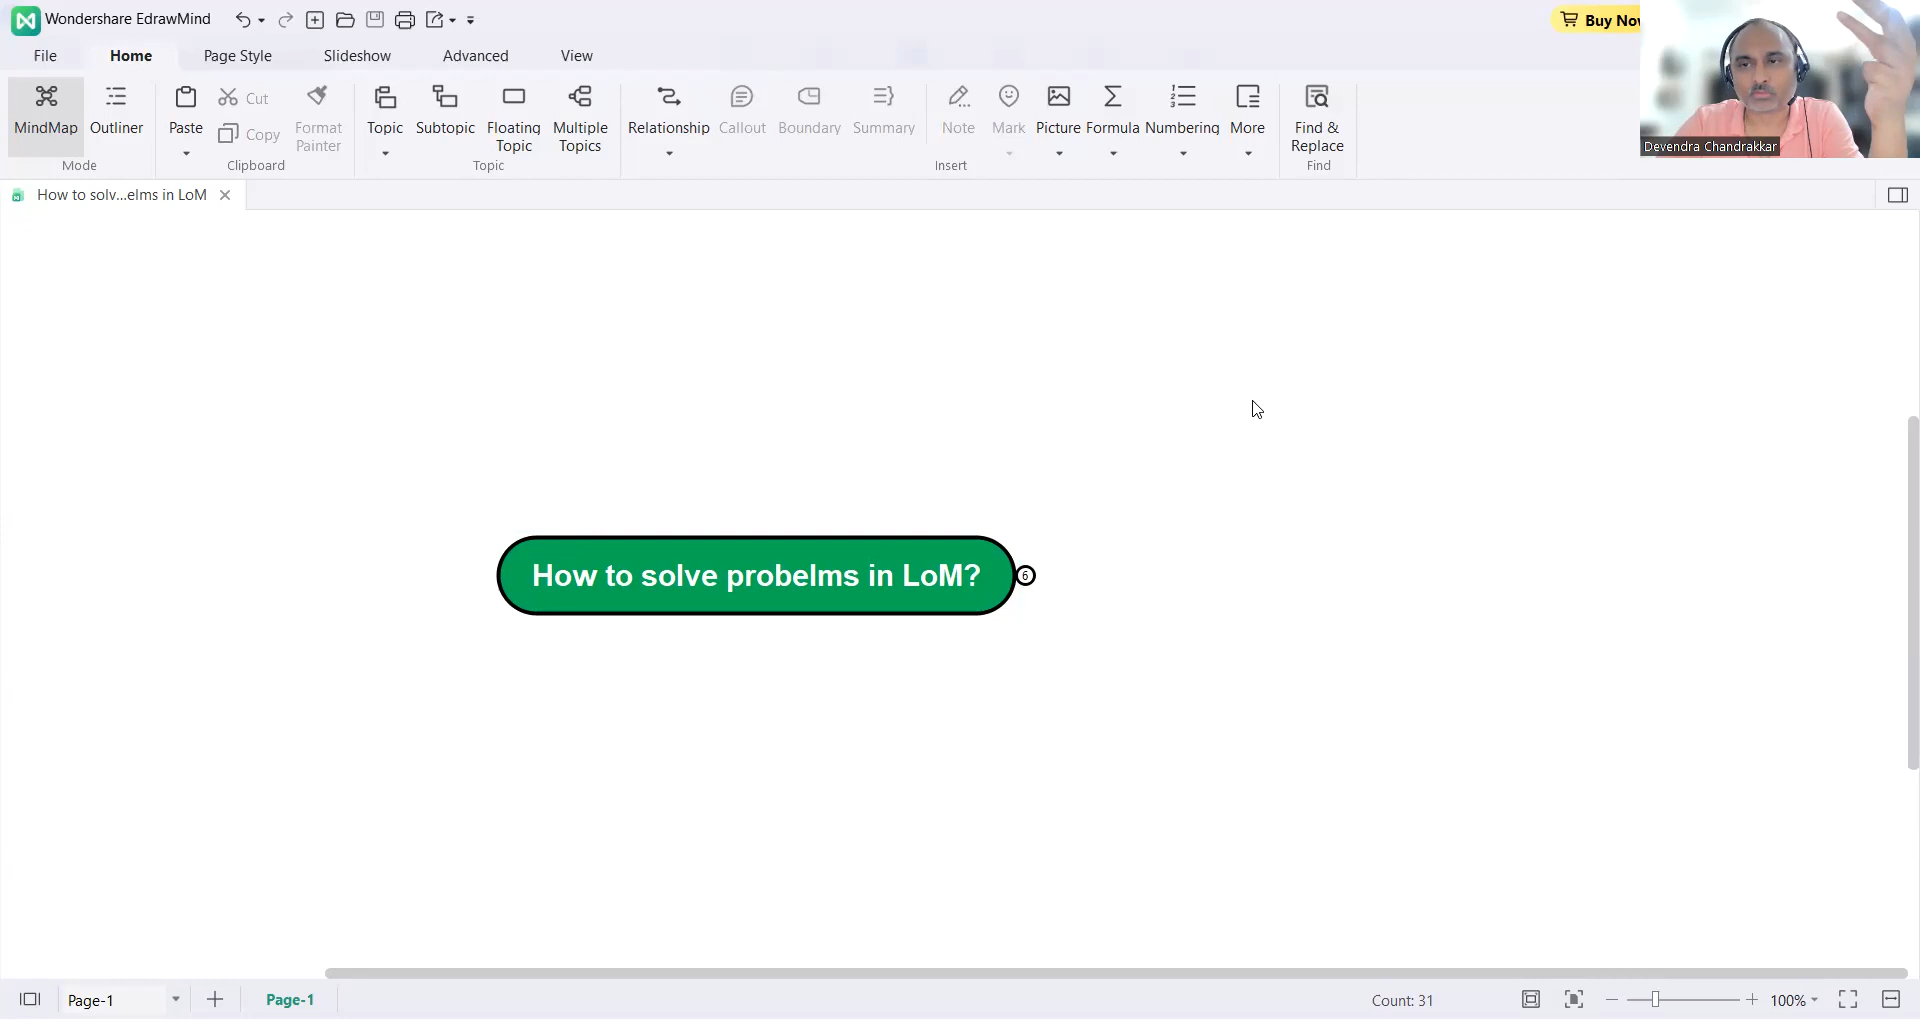 Wondershare EdrawMind
Buy Now
File Home Page Style Slideshow Advanced View
MindMap Outliner
Mode
Paste Cut Copy Format Painter
Clipboard
Topic Subtopic Floating Topic Multiple Topics
Topic
Relationship Callout Boundary Summary Note Mark Picture Formula Numbering More
Insert
Find & Replace
Find
Devendra Chandrakkar
How to solv...elms in LoM
How to solve probelms in LoM?
6
Page-1 Page-1 Count: 31 100%